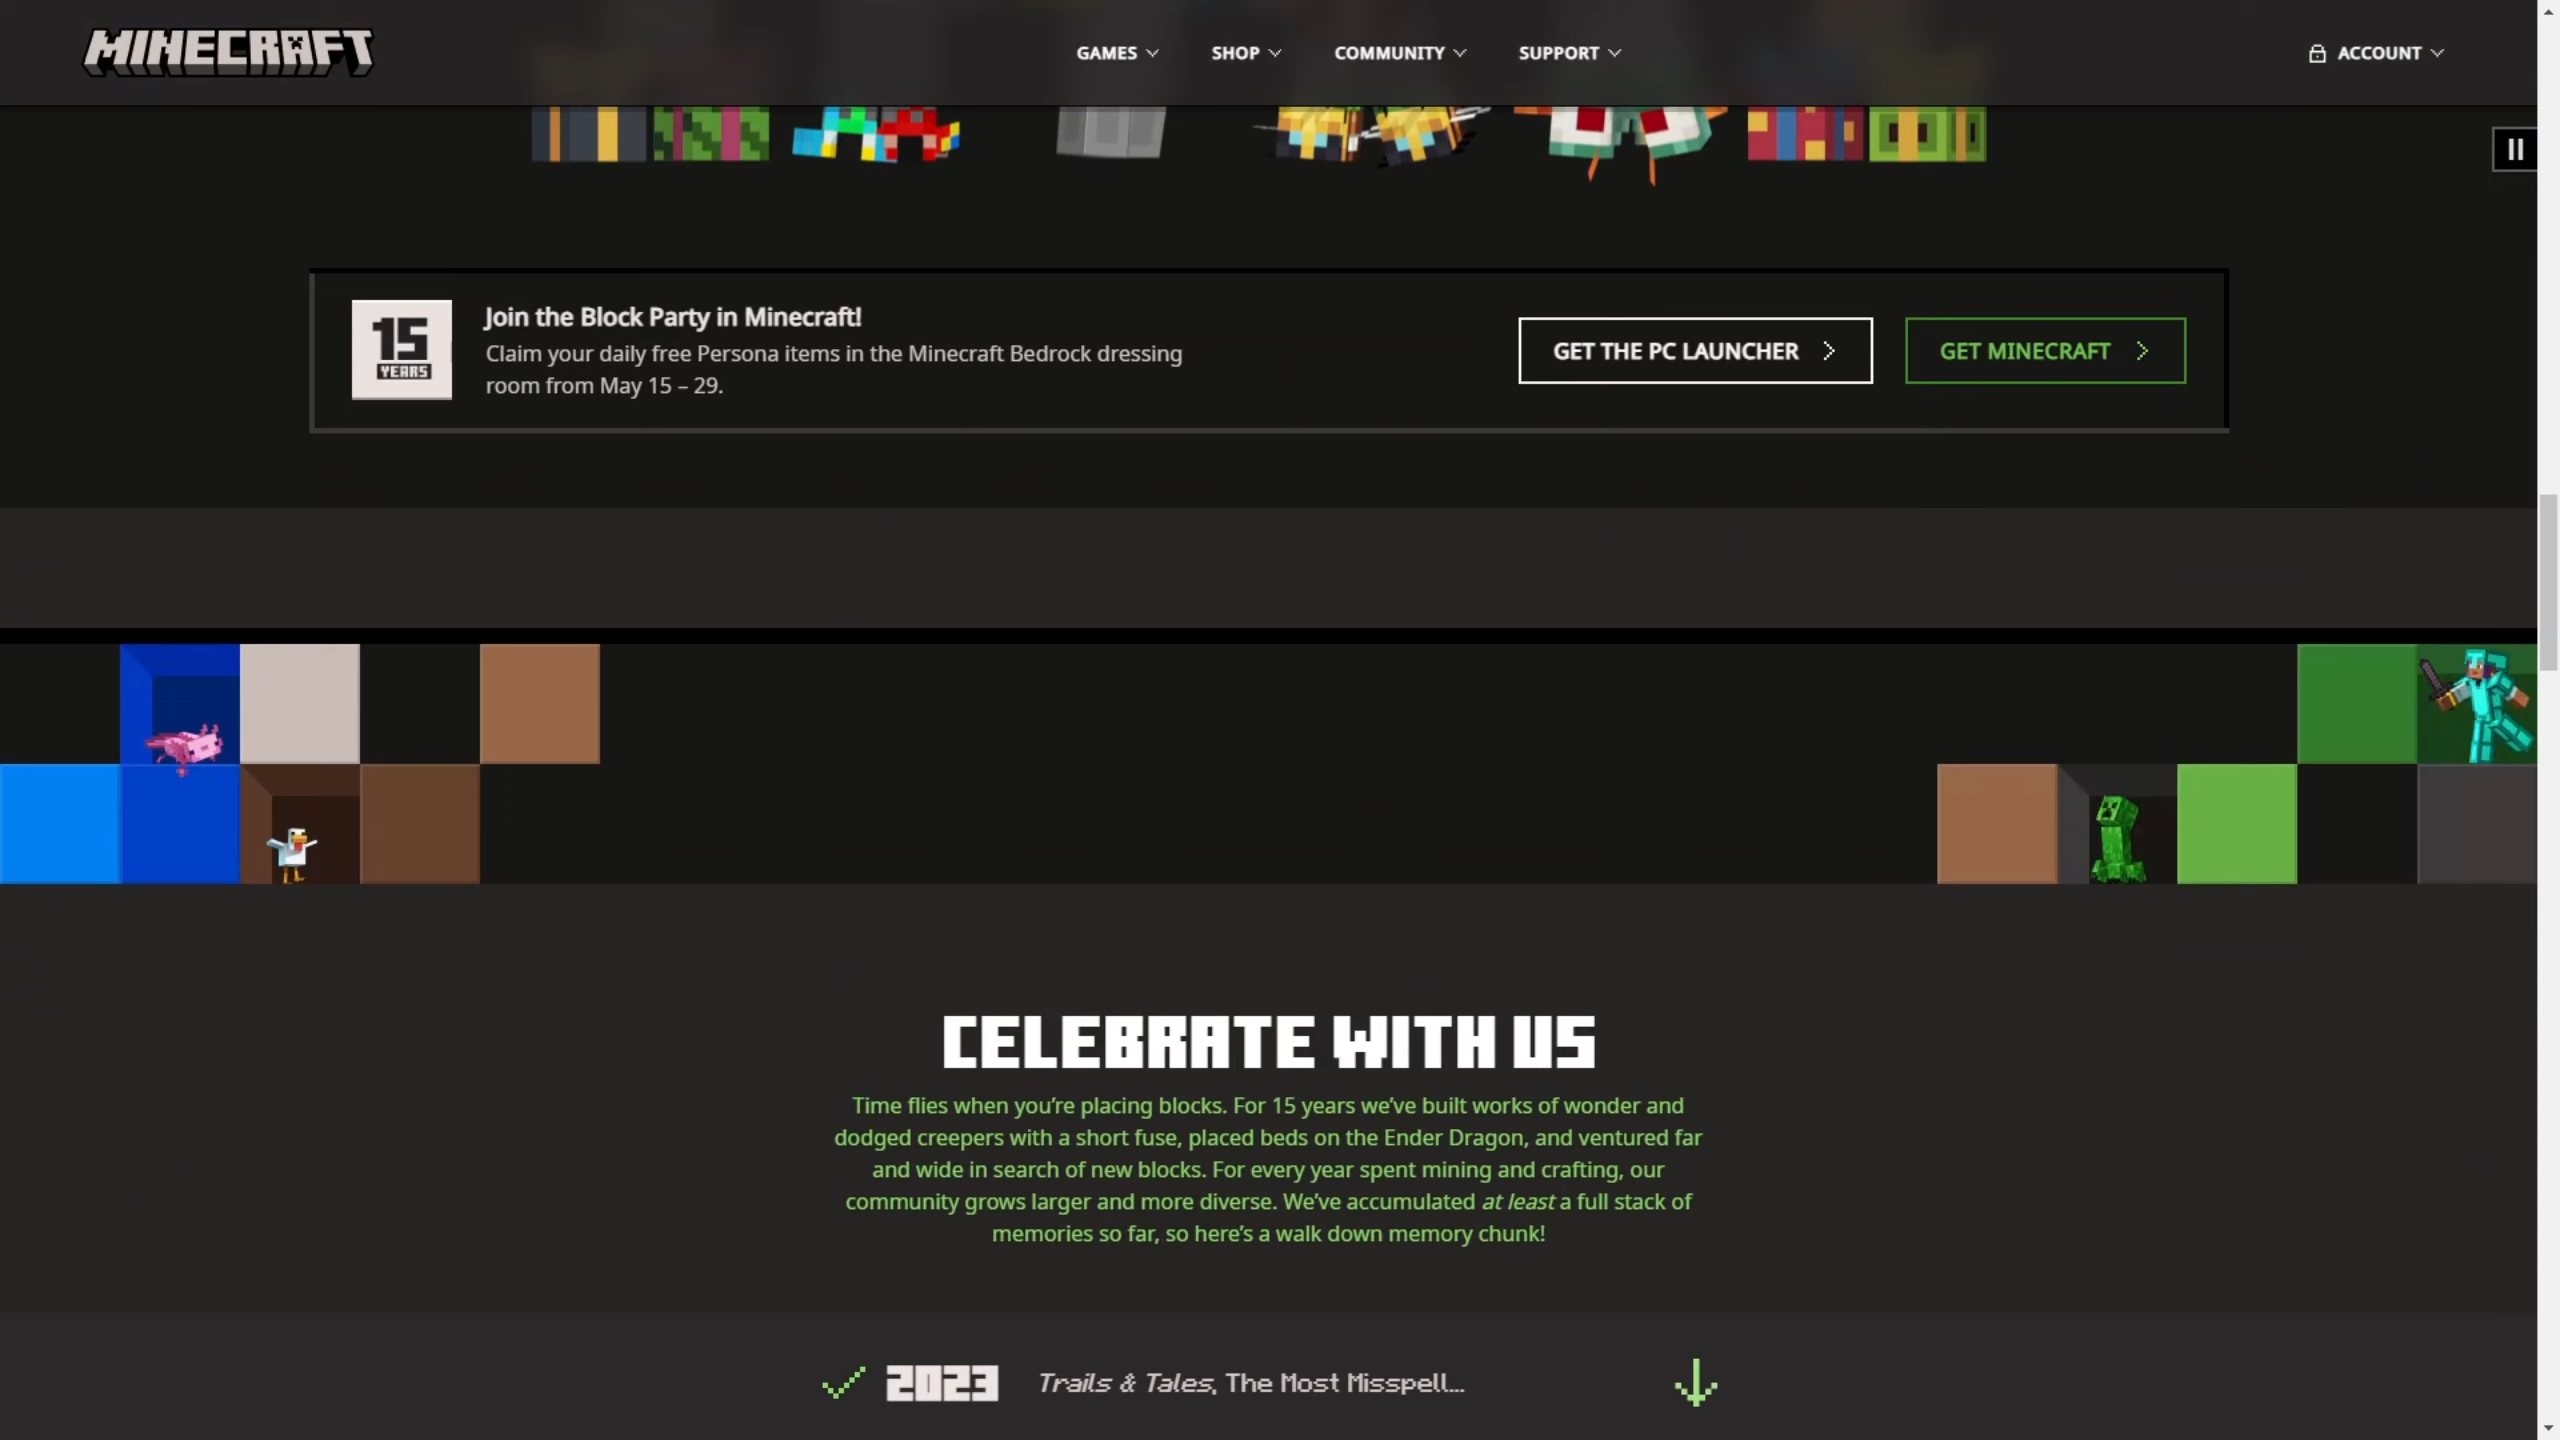 MINECRAFT
GAMES
SHOP
COMMUNITY
SUPPORT
ACCOUNT
15
YEARS
Join the Block Party in Minecraft!
Claim your daily free Persona items in the Minecraft Bedrock dressing
room from May 15 – 29.
GET THE PC LAUNCHER
GET MINECRAFT
CELEBRATE WITH US
Time flies when you’re placing blocks. For 15 years we’ve built works of wonder and
dodged creepers with a short fuse, placed beds on the Ender Dragon, and ventured far
and wide in search of new blocks. For every year spent mining and crafting, our
community grows larger and more diverse. We’ve accumulated at least a full stack of
memories so far, so here’s a walk down memory chunk!
2023 Trails & Tales, The Most Misspell...